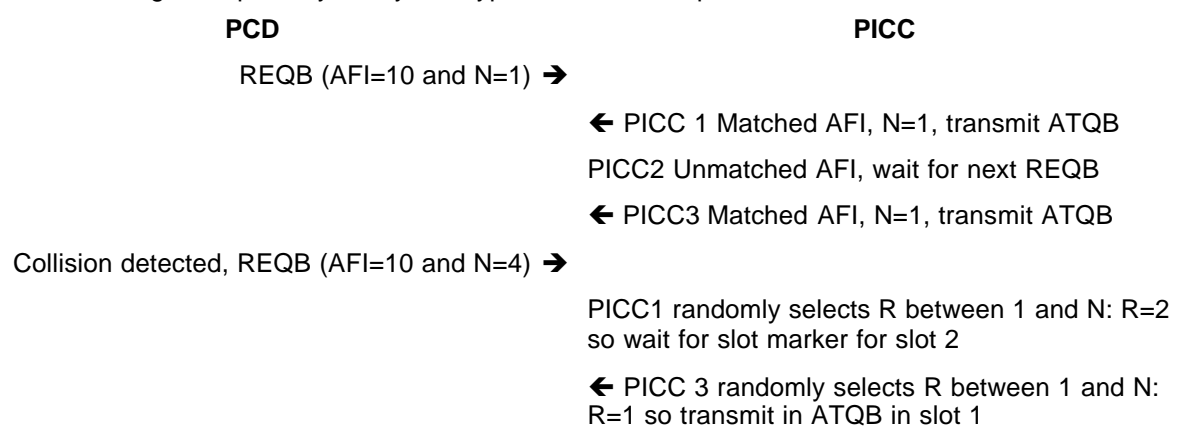 PCD PICC
REQB (AFI=10 and N=1) ➔
🡸 PICC 1 Matched AFI, N=1, transmit ATQB
PICC2 Unmatched AFI, wait for next REQB
🡸 PICC3 Matched AFI, N=1, transmit ATQB
Collision detected, REQB (AFI=10 and N=4) ➔
PICC1 randomly selects R between 1 and N: R=2
so wait for slot marker for slot 2
🡸 PICC 3 randomly selects R between 1 and N:
R=1 so transmit in ATQB in slot 1